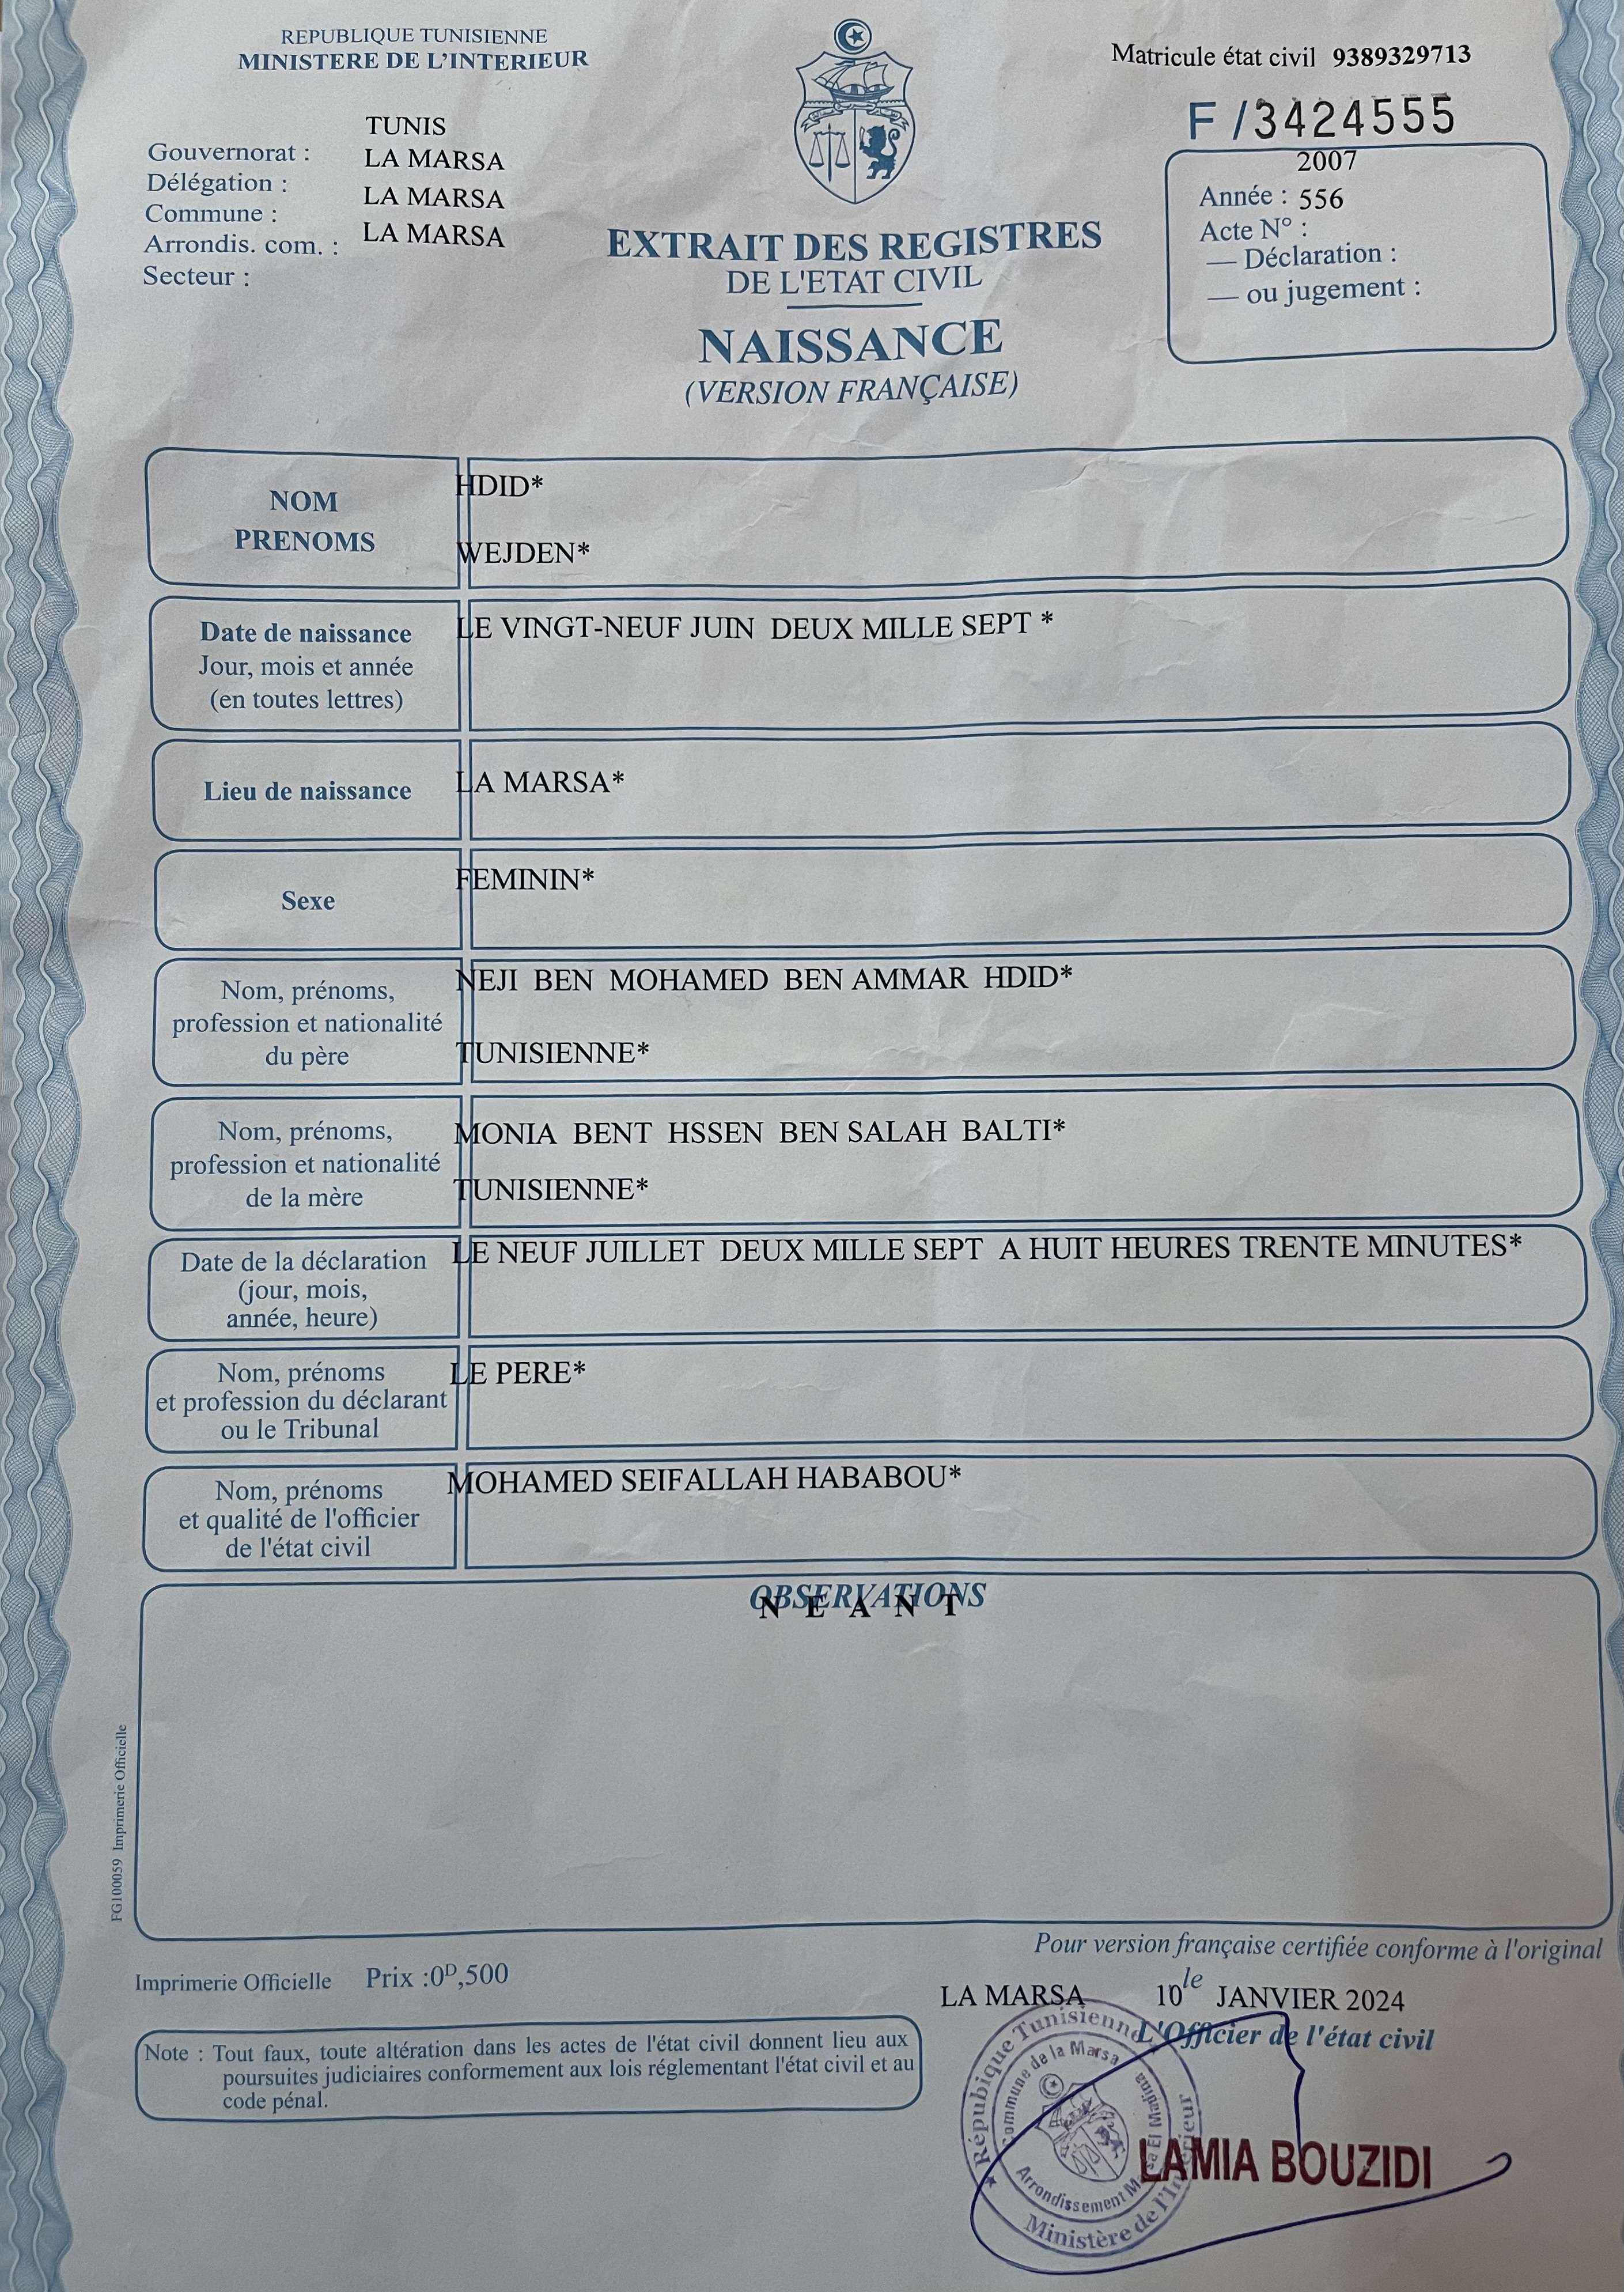 REPUBLIQUE TUNISIENNE
MINISTERE DE L'INTERIEUR
Matricule état civil 9389329713
F /3424555
TUNIS
Gouvernorat :
LA MARSA
Délégation :
LA MARSA
Commune :
LA MARSA
Arrondis. com. :
Secteur :
2007
Année : 556
Acte N° :
— Déclaration :
— ou jugement :
EXTRAIT DES REGISTRES
DE L'ETAT CIVIL
NAISSANCE
(VERSION FRANÇAISE)
NOM
PRENOMS
HDID*
WEJDEN*
Date de naissance
Jour, mois et année
(en toutes lettres)
LE VINGT-NEUF JUIN DEUX MILLE SEPT *
Lieu de naissance
LA MARSA*
Sexe
FEMININ*
Nom, prénoms,
profession et nationalité
du père
NEJI BEN MOHAMED BEN AMMAR HDID*
TUNISIENNE*
Nom, prénoms,
profession et nationalité
de la mère
MONIA BENT HSSEN BEN SALAH BALTI*
TUNISIENNE*
Date de la déclaration
(jour, mois,
année, heure)
LE NEUF JUILLET DEUX MILLE SEPT A HUIT HEURES TRENTE MINUTES*
Nom, prénoms
et profession du déclarant
ou le Tribunal
LE PERE*
Nom, prénoms
et qualité de l'officier
de l'état civil
MOHAMED SEIFALLAH HABABOU*
OBSERVATIONS
N E A N T
FG100059 Imprimerie Officielle
Pour version française certifiée conforme à l'original
Imprimerie Officielle Prix :0ᴰ,500
LA MARSA 10 le JANVIER 2024
L'Officier de l'état civil
Note : Tout faux, toute altération dans les actes de l'état civil donnent lieu aux
poursuites judiciaires conformement aux lois réglementant l'état civil et au
code pénal.
République Tunisienne
Commune de la Marsa
Arrondissement Marsa El Madina
Ministère de l'Intérieur
LAMIA BOUZIDI